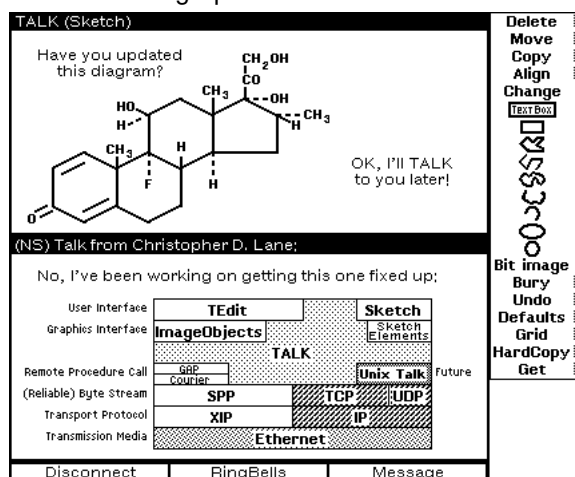 TALK (Sketch)
Have you updated
this diagram?
CH2OH
CO
CH3
OH
HO
H
CH3
CH3
H
H
F
H
O
OK, I'll TALK
to you later!
(NS) Talk from Christopher D. Lane:
No, I've been working on getting this one fixed up:
User Interface
TEdit
Sketch
Graphics Interface
ImageObjects
Sketch
Elements
TALK
Remote Procedure Call
GAP
Courier
Unix Talk
Future
(Reliable) Byte Stream
SPP
TCP
UDP
Transport Protocol
XIP
IP
Transmission Media
Ethernet
Disconnect
RingBells
Message
Delete
Move
Copy
Align
Change
TEXT BOX
Bit image
Bury
Undo
Defaults
Grid
HardCopy
Get